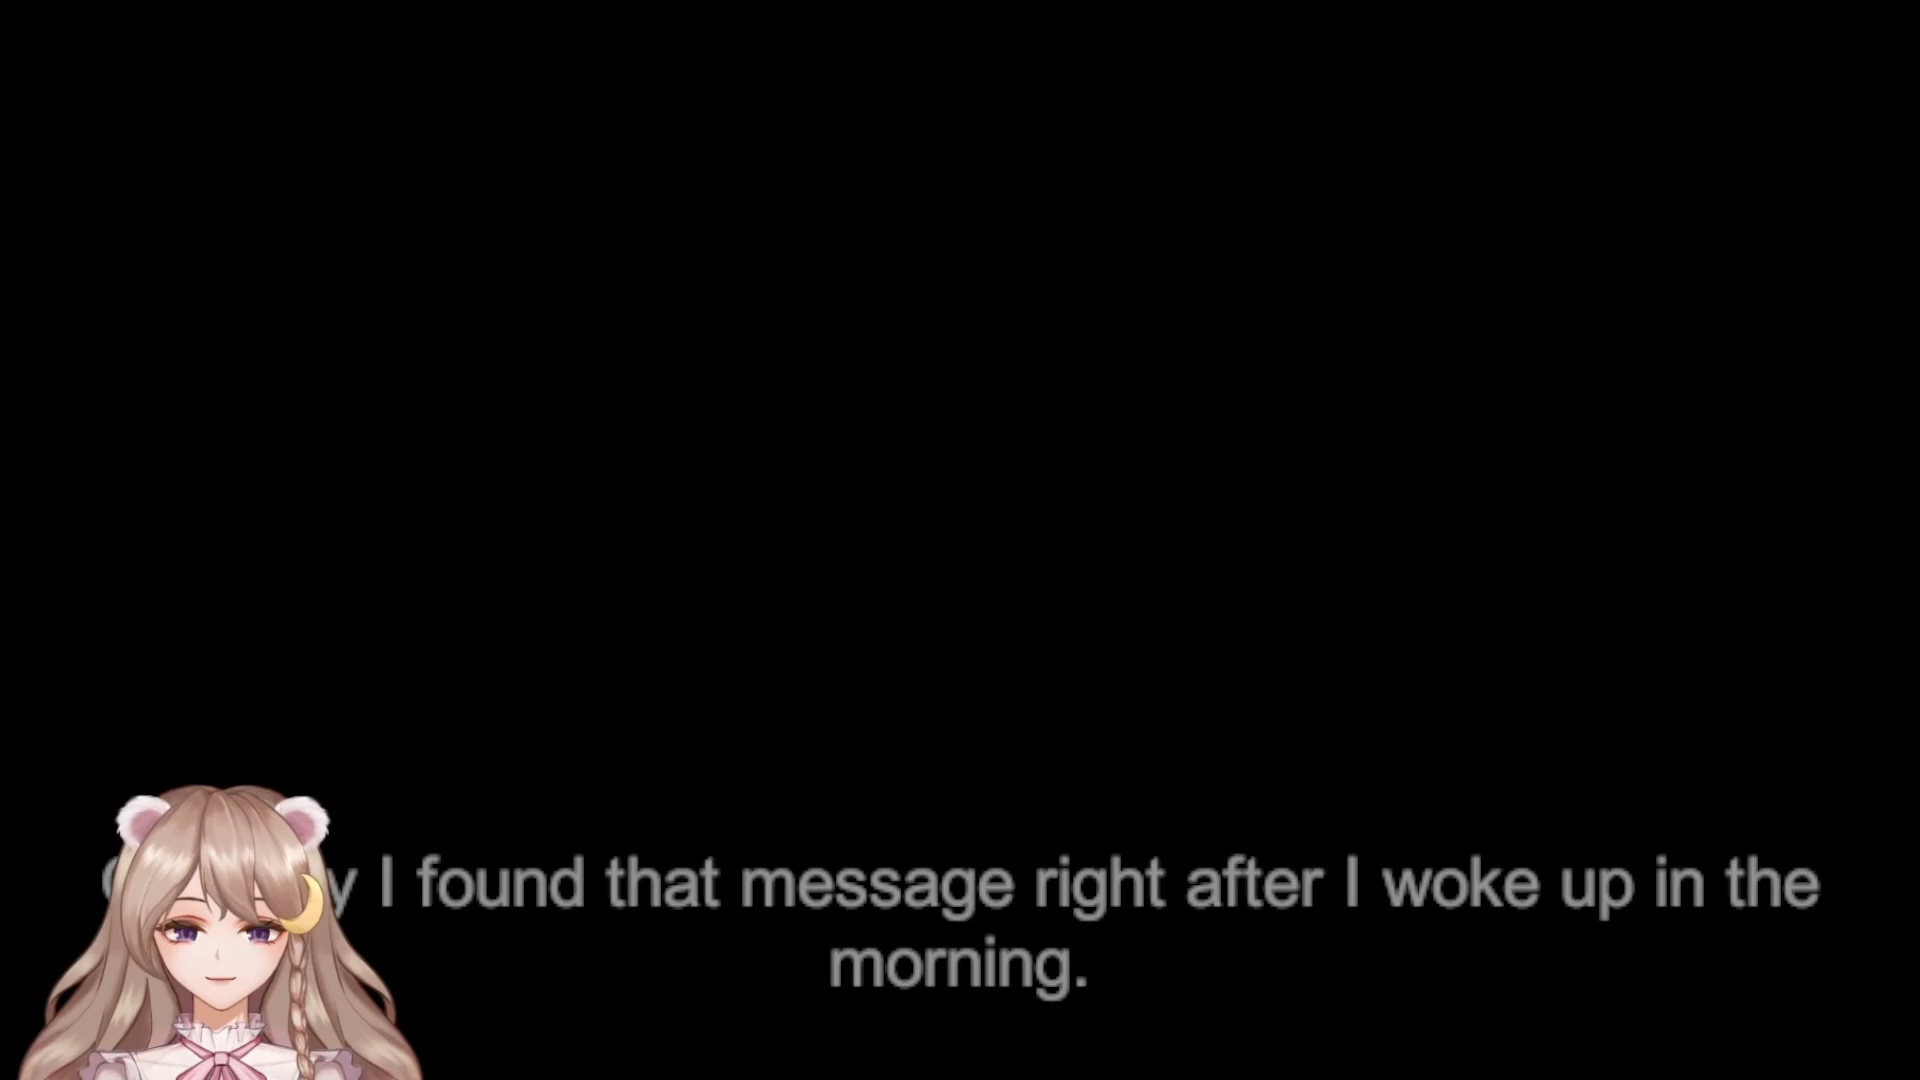 I found that message right after I woke up in the
morning.